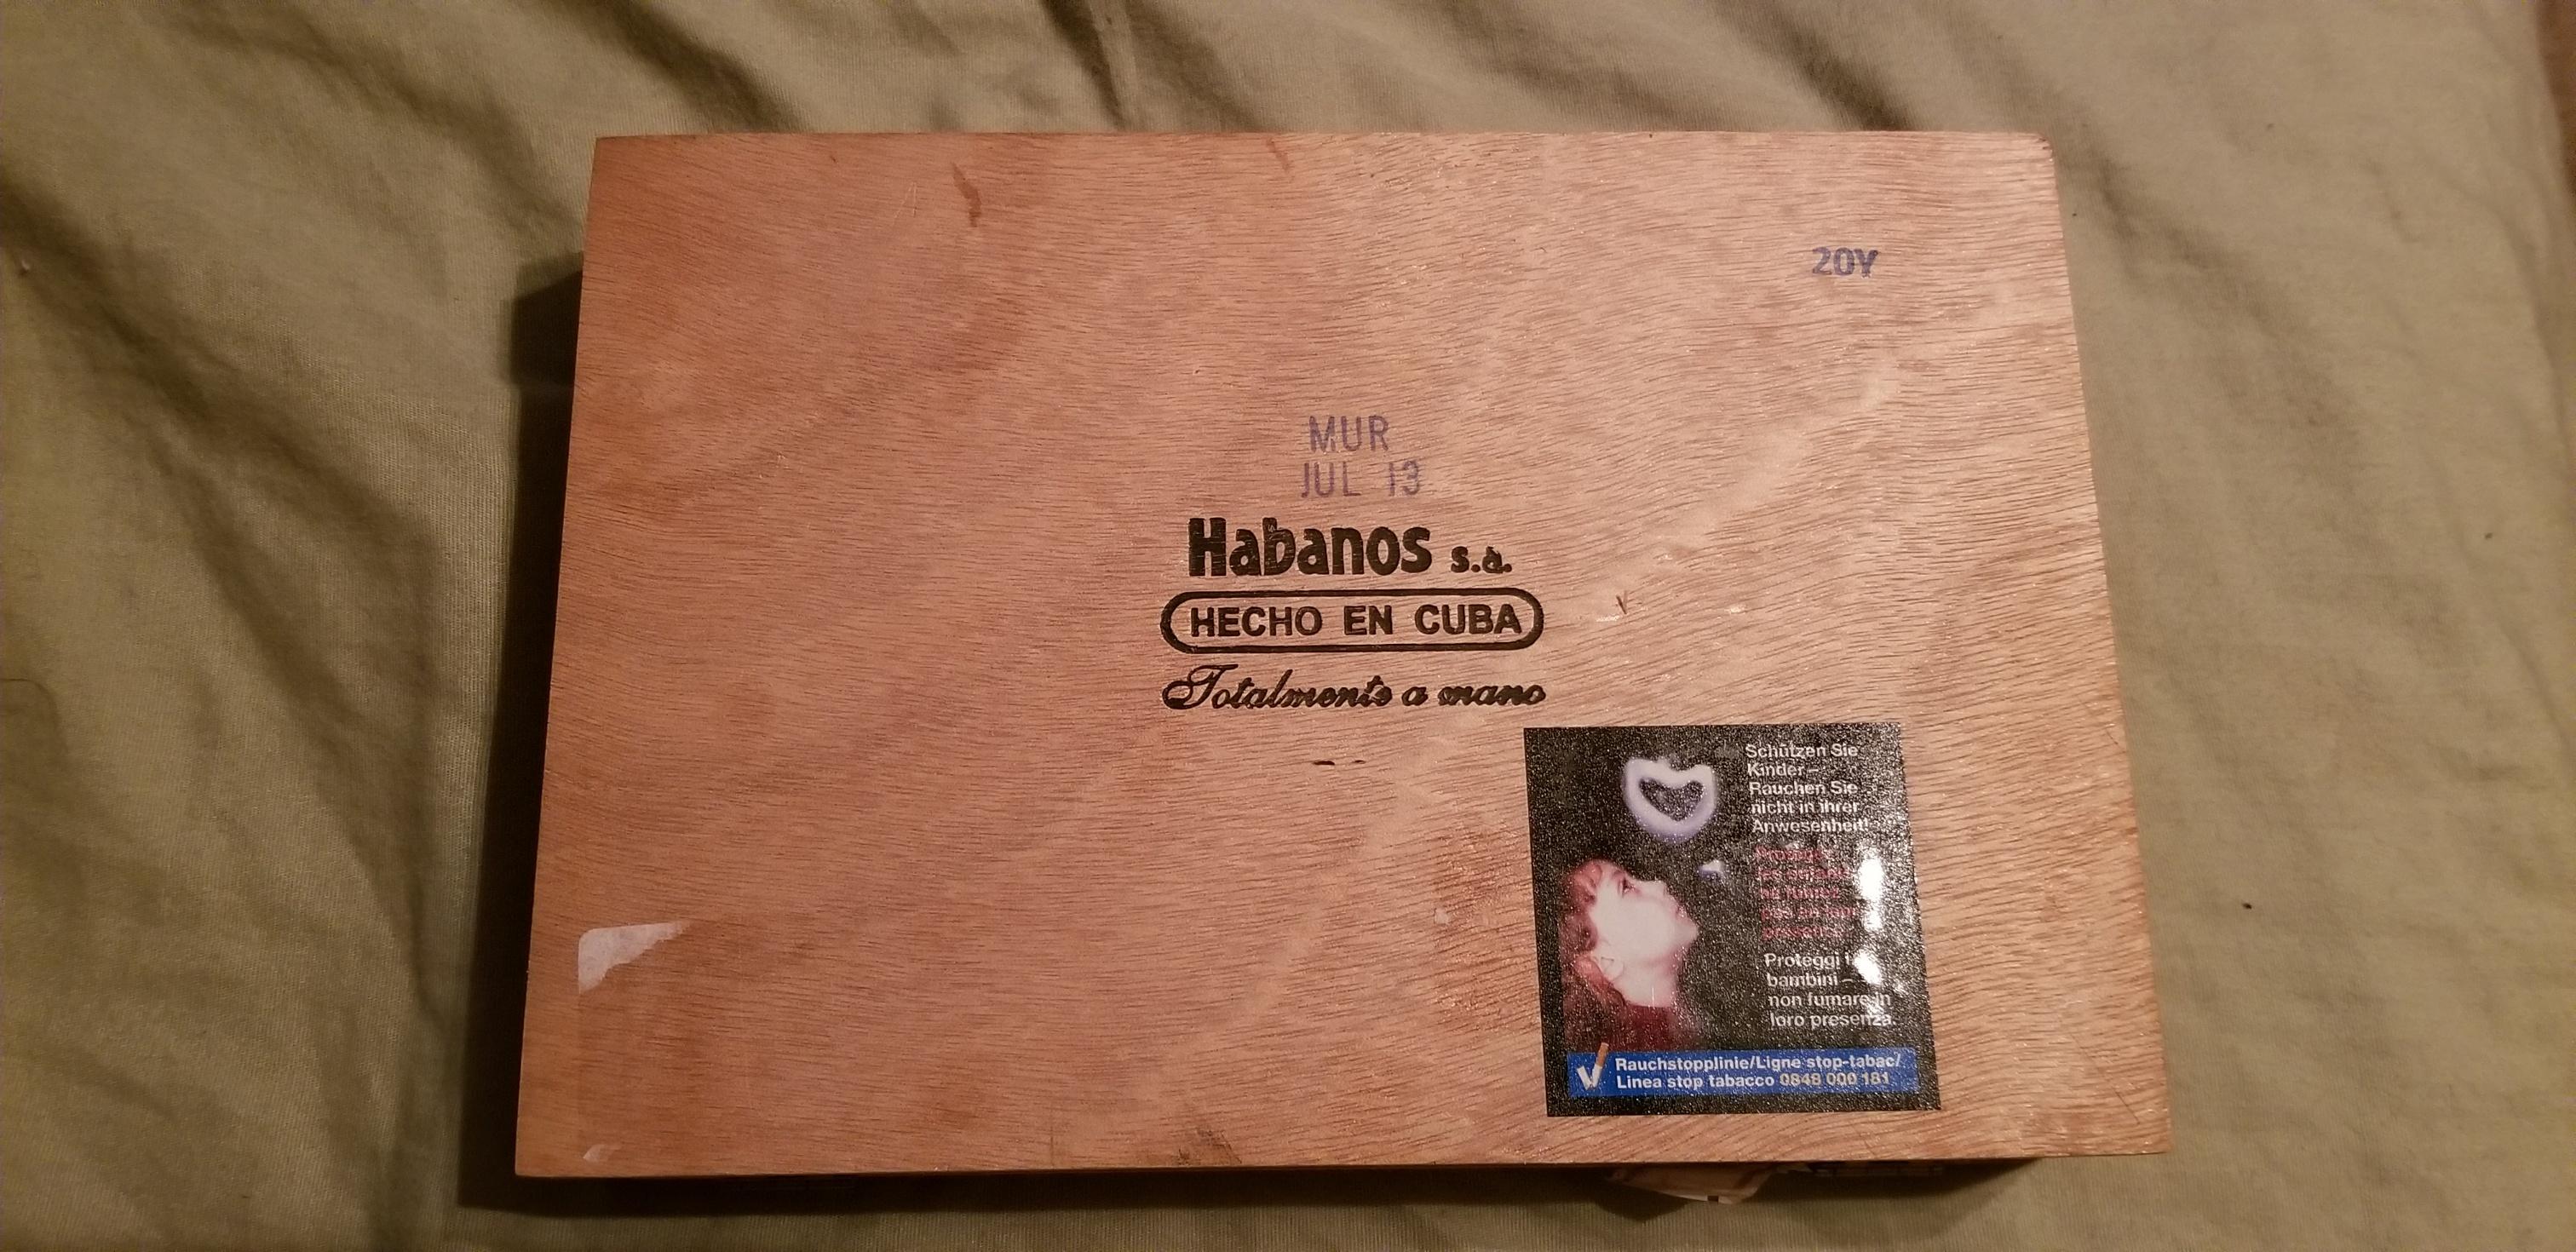 20Y
MUR
JUL 13
Habanos s.a.
HECHO EN CUBA
Totalmente a mano
Schützen Sie
Kinder –
Rauchen Sie
nicht in ihrer
Anwesenheit!
Proteggi i
bambini –
non fumare in
loro presenza.
Rauchstopplinie/Ligne stop-tabac/
Linea stop tabacco 0848 000 181